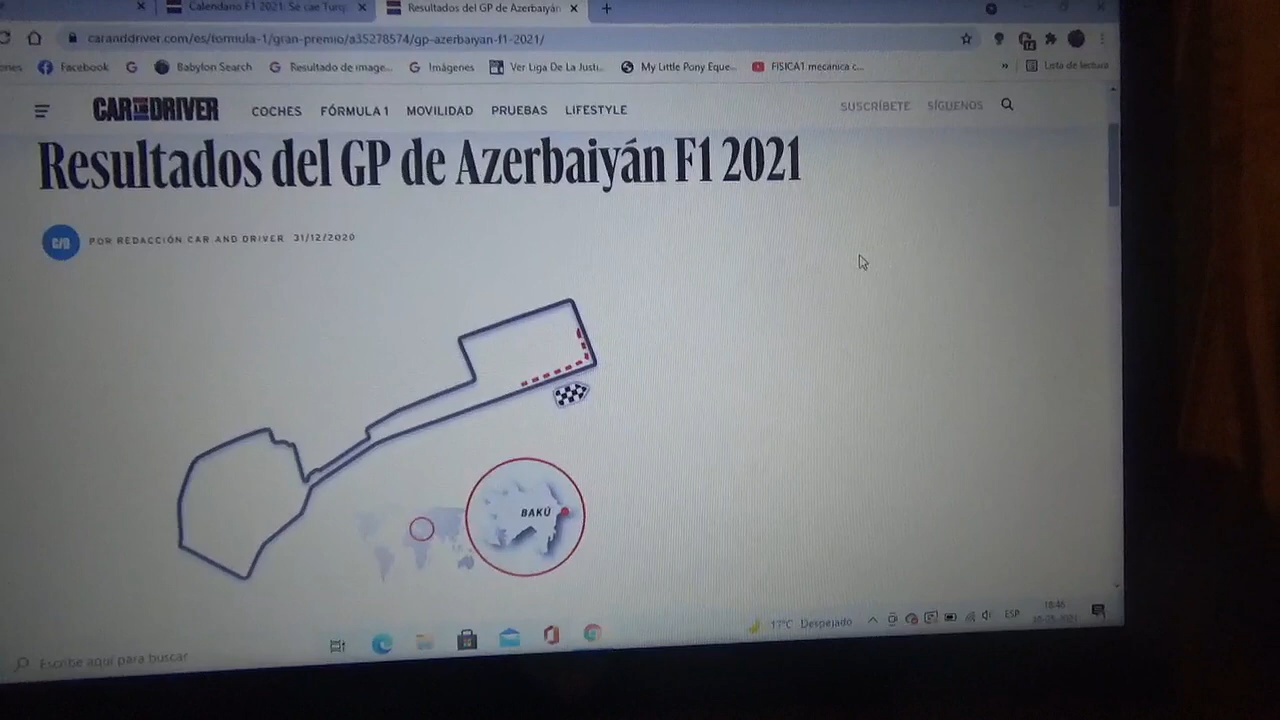 Calendario F1 2021: Se cae Turq
Resultados del GP de Azerbaiyán
caranddriver.com/es/formula-1/gran-premio/a35278574/gp-azerbaiyan-f1-2021/
ones
Facebook
Babylon Search
Resultado de image...
Imágenes
Ver Liga De La Justi...
My Little Pony Eque...
FISICA1 mecanica c...
»
Lista de lectura
CAR AND DRIVER
COCHES
FÓRMULA 1
MOVILIDAD
PRUEBAS
LIFESTYLE
SUSCRÍBETE
SÍGUENOS
Resultados del GP de Azerbaiyán F1 2021
C/D
POR REDACCIÓN CAR AND DRIVER 31/12/2020
BAKÚ
Escribe aquí para buscar
17°C Despejado
ESP
18:46